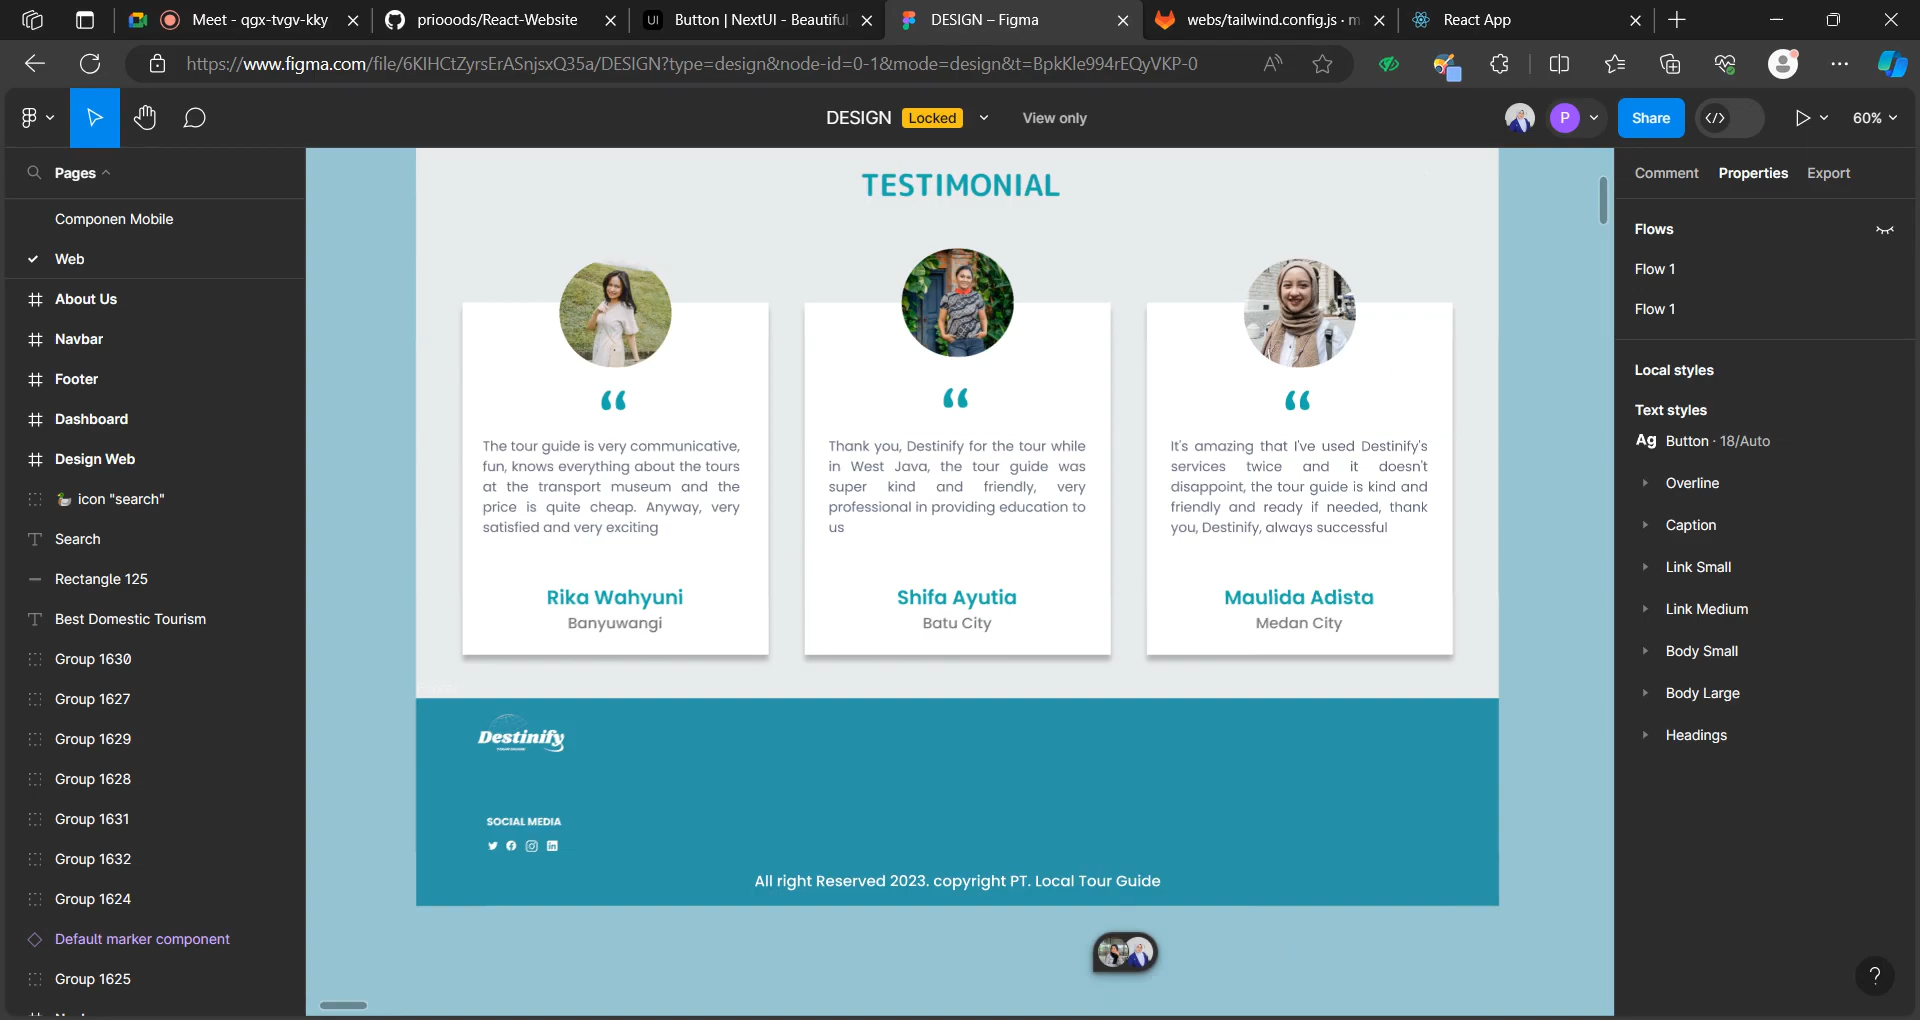 Meet - qgx-tvgv-kky
priooods/React-Website
UI
Button | NextUI - Beautiful
DESIGN – Figma
webs/tailwind.config.js · m
React App
https://www.figma.com/file/6KIHCtZyrsErASnjsxQ35a/DESIGN?type=design&node-id=0-1&mode=design&t=BpkKle994rEQyVKP-0
DESIGN
Locked
View only
P
Share
60%
Pages
Componen Mobile
Web
About Us
Navbar
Footer
Dashboard
Design Web
icon "search"
Search
Rectangle 125
Best Domestic Tourism
Group 1630
Group 1627
Group 1629
Group 1628
Group 1631
Group 1632
Group 1624
Default marker component
Group 1625
TESTIMONIAL
“
The tour guide is very communicative,
fun, knows everything about the tours
at the transport museum and the
price is quite cheap. Anyway, very
satisfied and very exciting
Rika Wahyuni
Banyuwangi
“
Thank you, Destinify for the tour while
in West Java, the tour guide was
super kind and friendly, very
professional in providing education to
us
Shifa Ayutia
Batu City
“
It's amazing that I've used Destinify's
services twice and it doesn't
disappoint, the tour guide is kind and
friendly and ready if needed, thank
you, Destinify, always successful
Maulida Adista
Medan City
Destinify
SOCIAL MEDIA
All right Reserved 2023. copyright PT. Local Tour Guide
Comment
Properties
Export
Flows
Flow 1
Flow 1
Local styles
Text styles
Ag Button · 18/Auto
Overline
Caption
Link Small
Link Medium
Body Small
Body Large
Headings
?